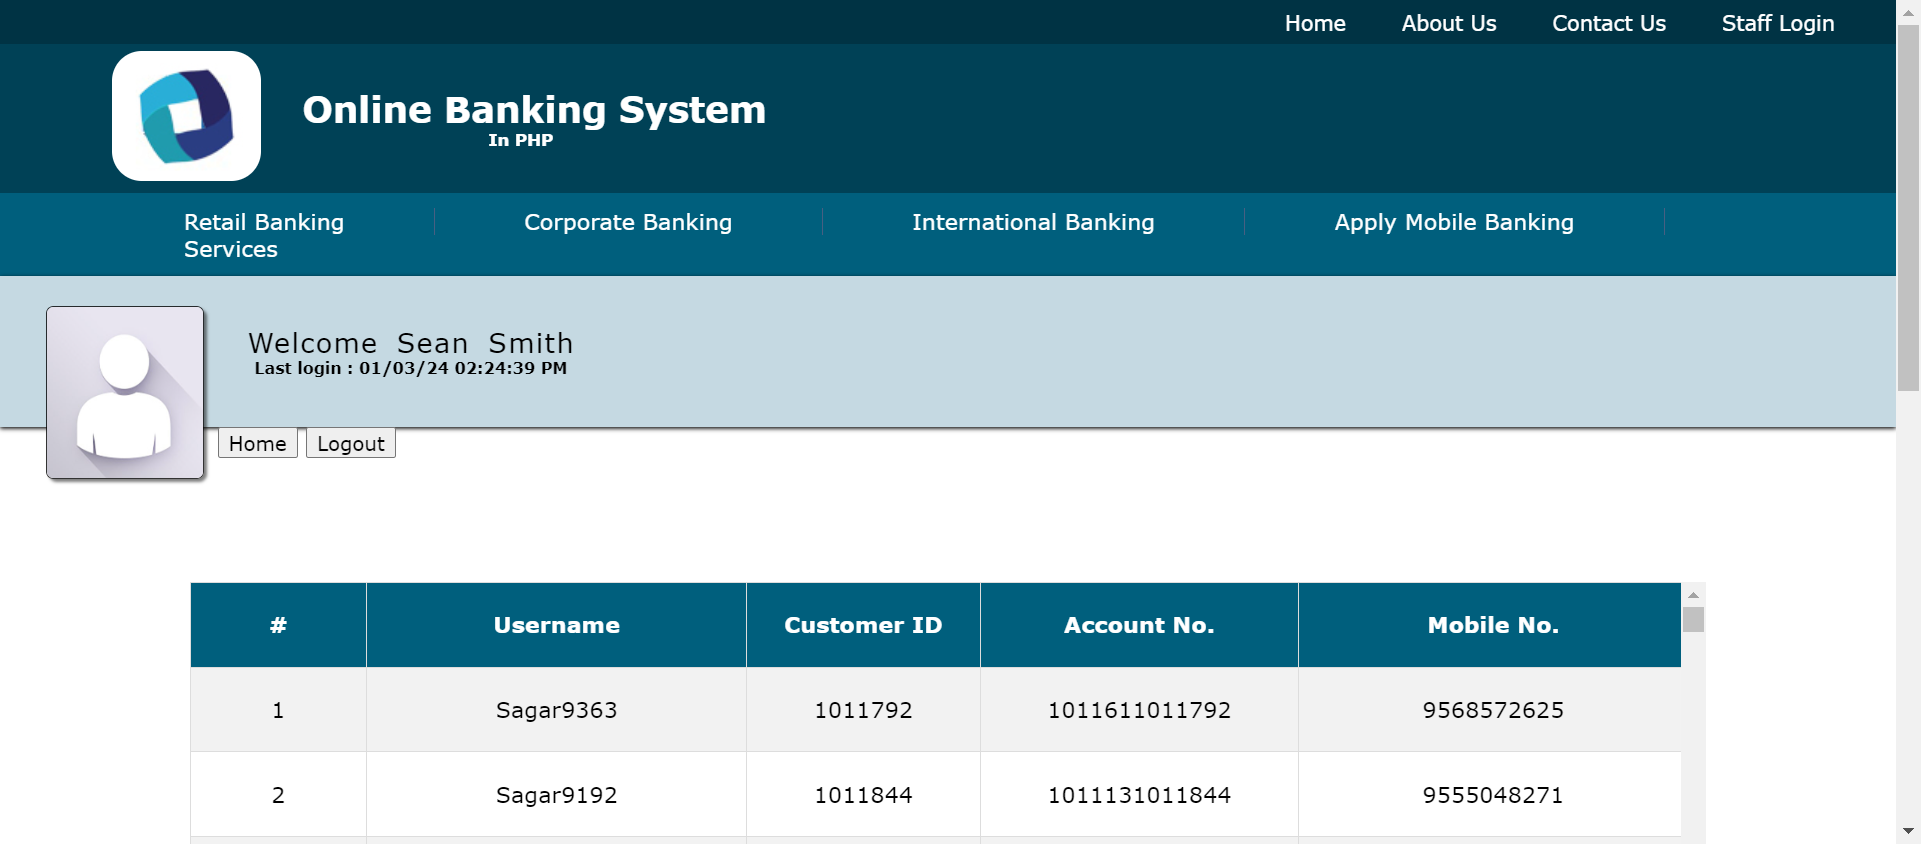 Home About Us Contact Us Staff Login
Online Banking System
In PHP
Retail Banking Corporate Banking International Banking Apply Mobile Banking
Services
Welcome Sean Smith
Last login : 01/03/24 02:24:39 PM
Home Logout
# Username Customer ID Account No. Mobile No.
1 Sagar9363 1011792 1011611011792 9568572625
2 Sagar9192 1011844 1011131011844 9555048271